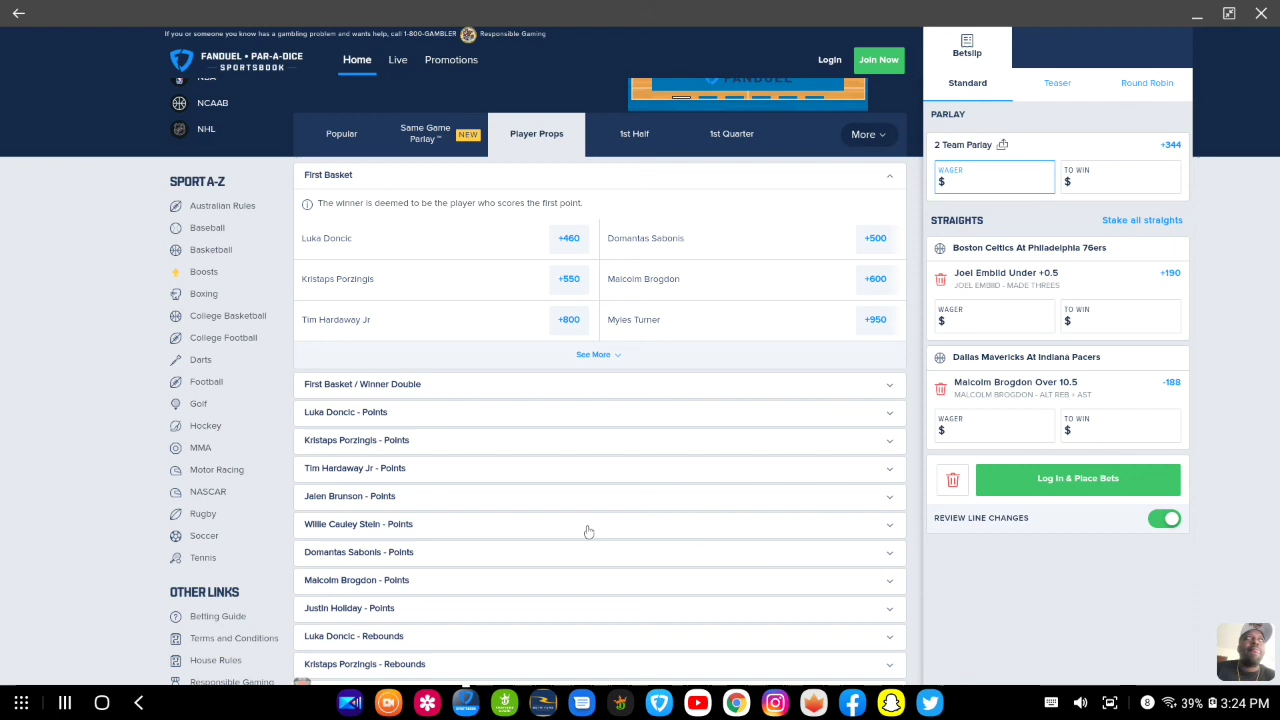 If you or someone you know has a gambling problem and wants help, call 1-800-GAMBLER
Responsible Gaming
FANDUEL • PAR-A-DICE
SPORTSBOOK
Home
Live
Promotions
Login
Join Now
NBA
NCAAB
NHL
FANDUEL
Popular
Same Game
Parlay ™
NEW
Player Props
1st Half
1st Quarter
More
SPORT A-Z
Australian Rules
Baseball
Basketball
Boosts
Boxing
College Basketball
College Football
Darts
Football
Golf
Hockey
MMA
Motor Racing
NASCAR
Rugby
Soccer
Tennis
OTHER LINKS
Betting Guide
Terms and Conditions
House Rules
Responsible Gaming
First Basket
The winner is deemed to be the player who scores the first point.
Luka Doncic +460 Domantas Sabonis +500
Kristaps Porzingis +550 Malcolm Brogdon +600
Tim Hardaway Jr +800 Myles Turner +950
See More
First Basket / Winner Double
Luka Doncic - Points
Kristaps Porzingis - Points
Tim Hardaway Jr - Points
Jalen Brunson - Points
Willie Cauley Stein - Points
Domantas Sabonis - Points
Malcolm Brogdon - Points
Justin Holiday - Points
Luka Doncic - Rebounds
Kristaps Porzingis - Rebounds
Betslip
Standard
Teaser
Round Robin
PARLAY
2 Team Parlay +344
WAGER TO WIN
$ $
STRAIGHTS Stake all straights
Boston Celtics At Philadelphia 76ers
Joel Embiid Under +0.5 +190
JOEL EMBIID - MADE THREES
WAGER TO WIN
$ $
Dallas Mavericks At Indiana Pacers
Malcolm Brogdon Over 10.5 -188
MALCOLM BROGDON - ALT REB + AST
WAGER TO WIN
$ $
Log In & Place Bets
REVIEW LINE CHANGES
8 39% 3:24 PM